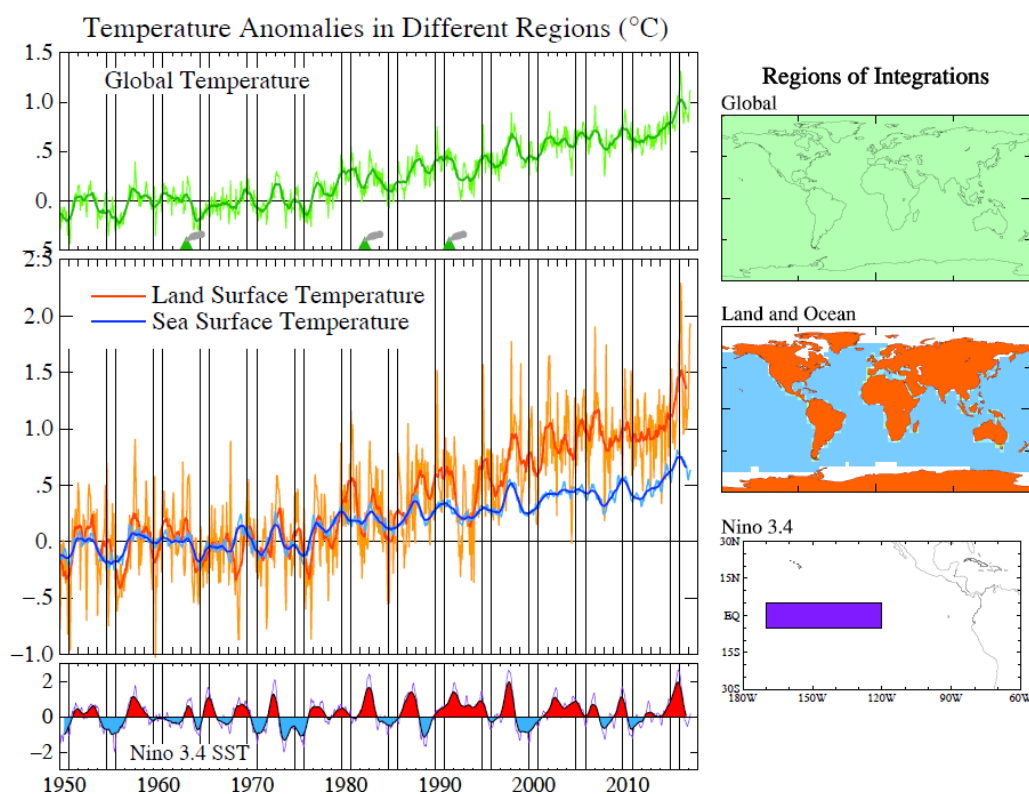 Temperature Anomalies in Different Regions (°C)
1.5
Global Temperature
1.0
.5
0.
-.5
2.5
Land Surface Temperature
Sea Surface Temperature
2.0
1.5
1.0
.5
0.
-.5
-1.0
2
0
-2
Nino 3.4 SST
1950 1960 1970 1980 1990 2000 2010
Regions of Integrations
Global
Land and Ocean
Nino 3.4
30N
15N
EQ
15S
30S
180W 150W 120W 90W 60W